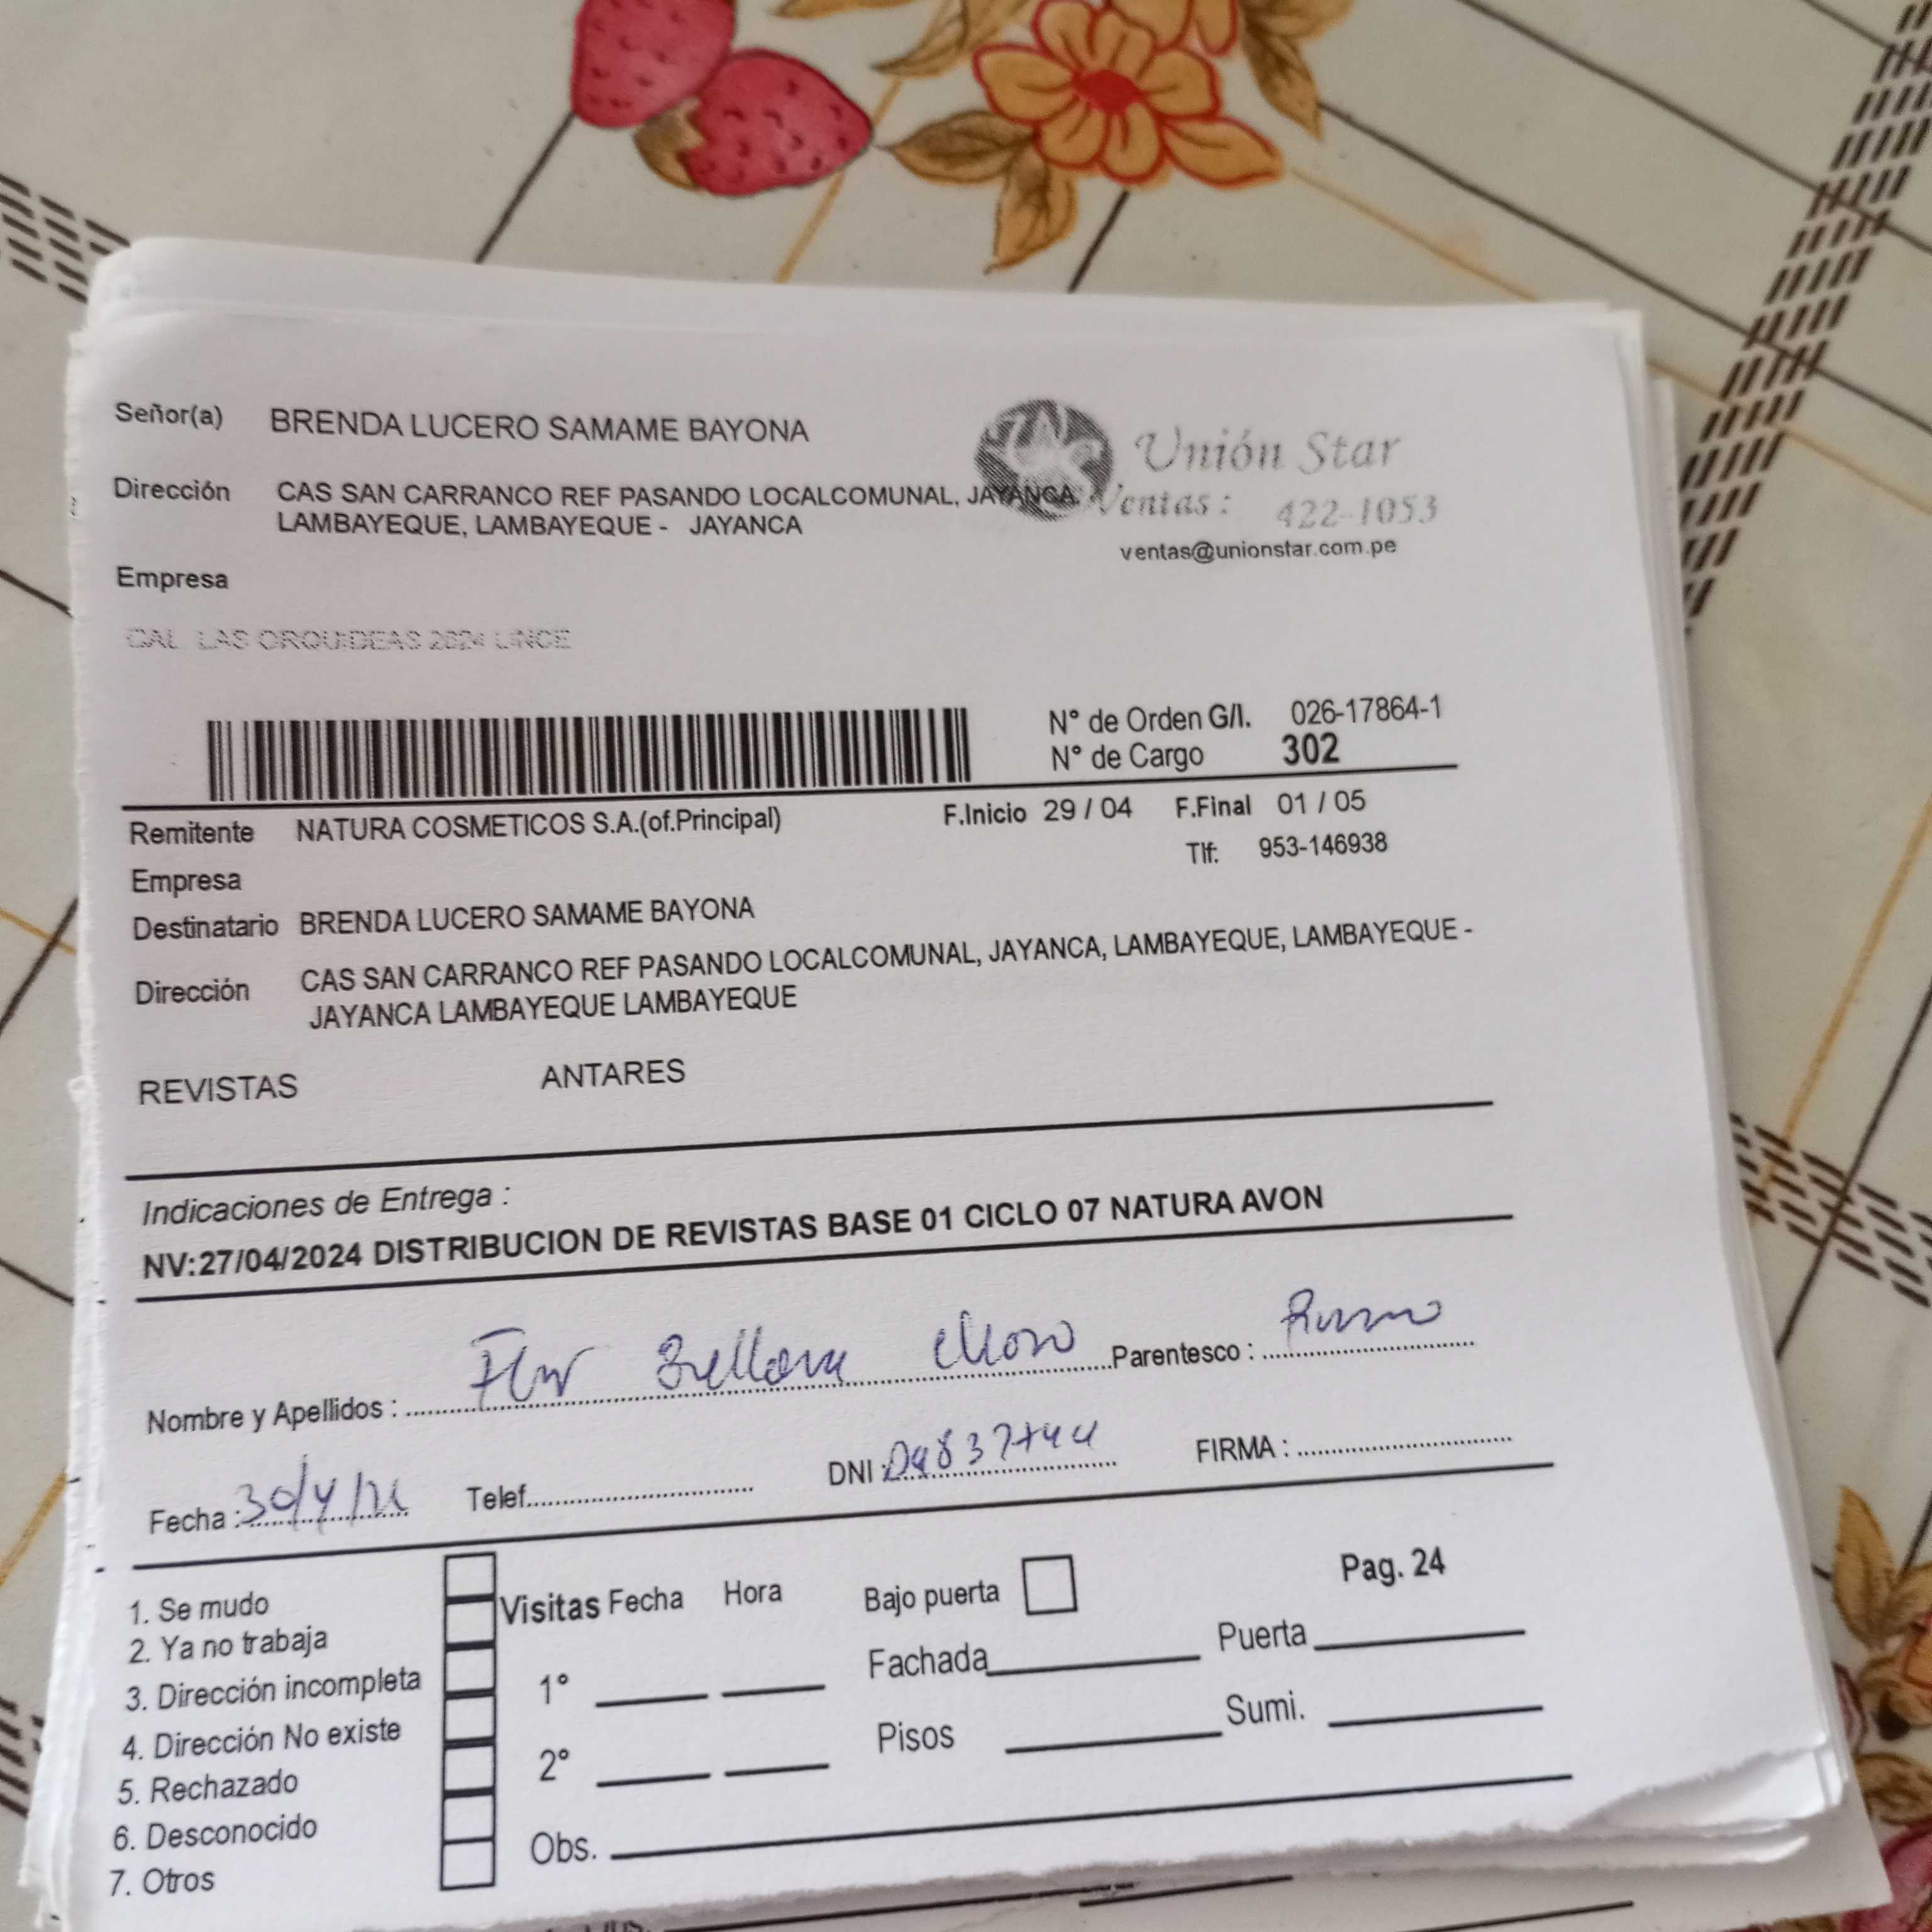 Señor(a) BRENDA LUCERO SAMAME BAYONA
Unión Star
Dirección CAS SAN CARRANCO REF PASANDO LOCALCOMUNAL, JAYANCA,
LAMBAYEQUE, LAMBAYEQUE - JAYANCA
Ventas: 422-1053
ventas@unionstar.com.pe
Empresa
CAL LAS ORQUIDEAS 2624 LINCE
N° de Orden G/I. 026-17864-1
N° de Cargo 302
Remitente NATURA COSMETICOS S.A.(of.Principal) F.Inicio 29 / 04 F.Final 01 / 05
Tlf: 953-146938
Empresa
Destinatario BRENDA LUCERO SAMAME BAYONA
Dirección CAS SAN CARRANCO REF PASANDO LOCALCOMUNAL, JAYANCA, LAMBAYEQUE, LAMBAYEQUE -
JAYANCA LAMBAYEQUE LAMBAYEQUE
REVISTAS ANTARES
Indicaciones de Entrega :
NV:27/04/2024 DISTRIBUCION DE REVISTAS BASE 01 CICLO 07 NATURA AVON
Nombre y Apellidos : Flor Parentesco :
Fecha : Telef. DNI : FIRMA :
1. Se mudo
2. Ya no trabaja
3. Dirección incompleta
4. Dirección No existe
5. Rechazado
6. Desconocido
7. Otros
Visitas Fecha Hora
1°
2°
Obs.
Bajo puerta
Pag. 24
Fachada Puerta
Pisos Sumi.